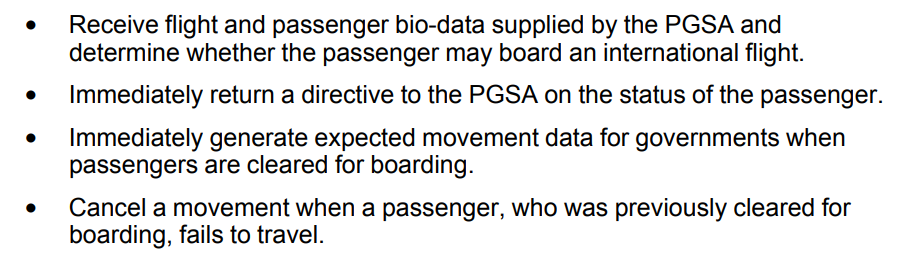 • Receive flight and passenger bio-data supplied by the PGSA and
determine whether the passenger may board an international flight.
• Immediately return a directive to the PGSA on the status of the passenger.
• Immediately generate expected movement data for governments when
passengers are cleared for boarding.
• Cancel a movement when a passenger, who was previously cleared for
boarding, fails to travel.